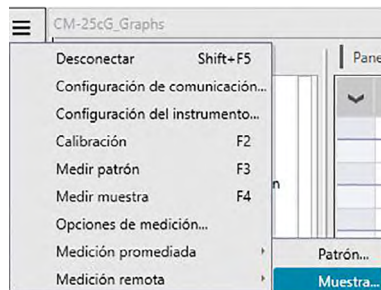 CM-25cG_Graphs
Pane
Desconectar Shift+F5
Configuración de comunicación...
Configuración del instrumento...
Calibración F2
Medir patrón F3
Medir muestra F4
n
Opciones de medición...
Medición promediada
Patrón...
Medición remota
Muestra...